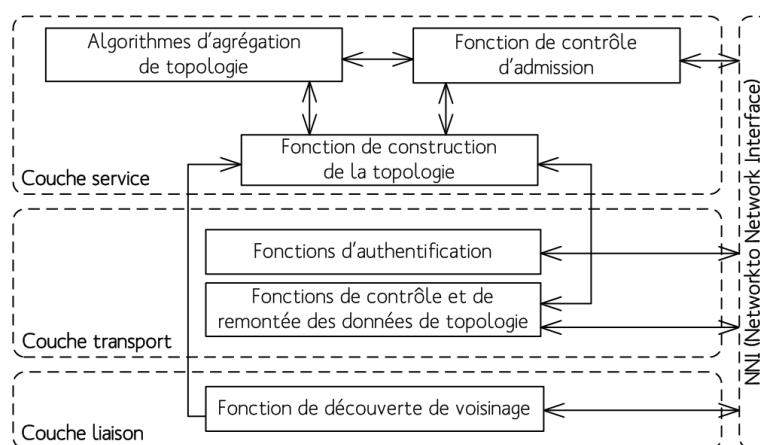 Algorithmes d'agrégation
de topologie
Fonction de contrôle
d'admission
Fonction de construction
de la topologie
Couche service
Fonctions d'authentification
Fonctions de contrôle et de
remontée des données de topologie
Couche transport
Fonction de découverte de voisinage
Couche liaison
NNI (Networkto Network Interface)